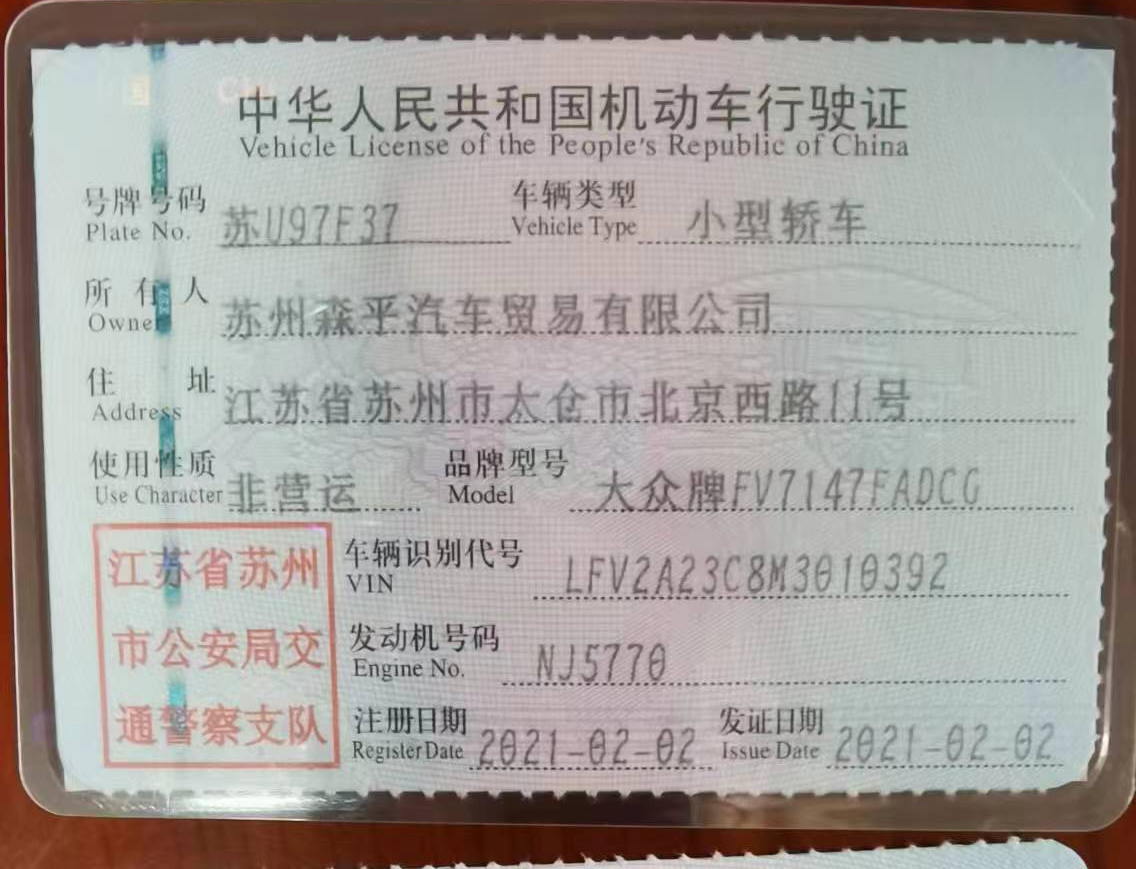 中华人民共和国机动车行驶证
Vehicle License of the People's Republic of China
号牌号码 苏U97F37 车辆类型 小型轿车
Plate No. Vehicle Type
所有人 苏州森平汽车贸易有限公司
Owner
住址 江苏省苏州市太仓市北京西路11号
Address
使用性质 非营运 品牌型号 大众牌FV7147FADCG
Use Character Model
江苏省苏州
市公安局交
通警察支队
车辆识别代号 LFV2A23C8M3010392
VIN
发动机号码 NJ5770
Engine No.
注册日期 2021-02-02 发证日期 2021-02-02
Register Date Issue Date